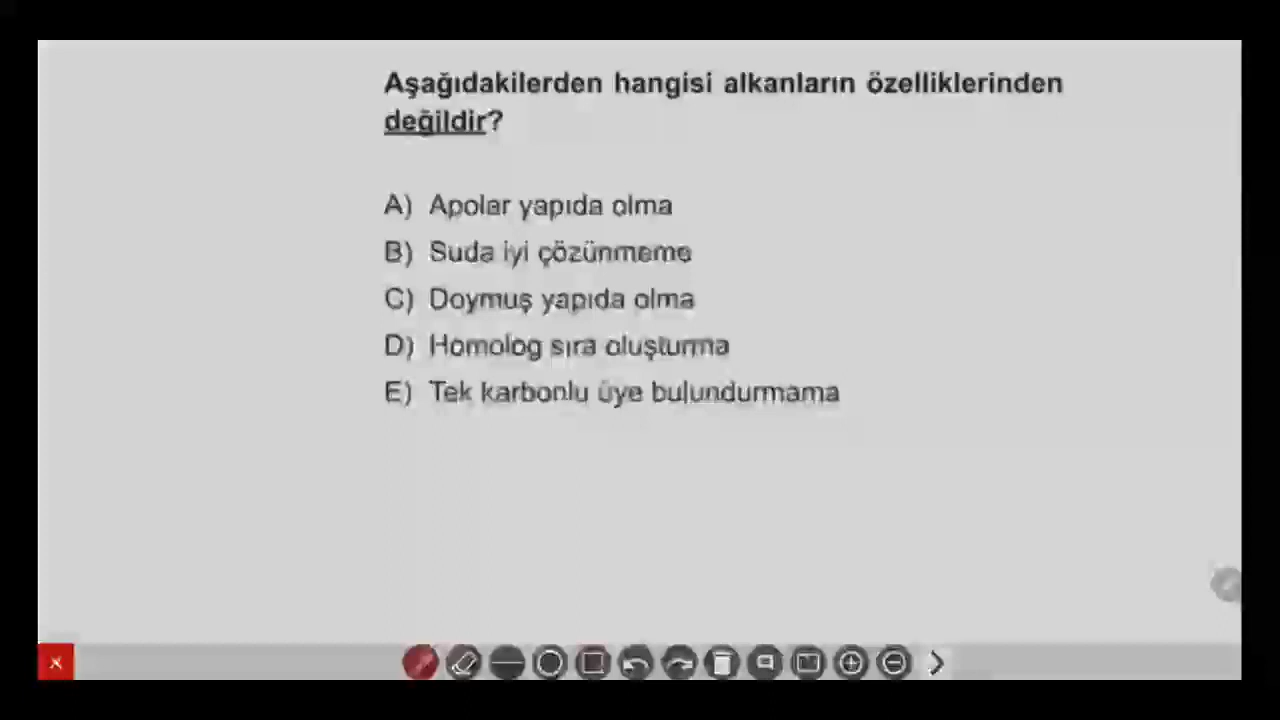 Aşağıdakilerden hangisi alkanların özelliklerinden
değildir?
A) Apolar yapıda olma
B) Suda iyi çözünmeme
C) Doymuş yapıda olma
D) Homolog sıra oluşturma
E) Tek karbonlu üye bulundurmama